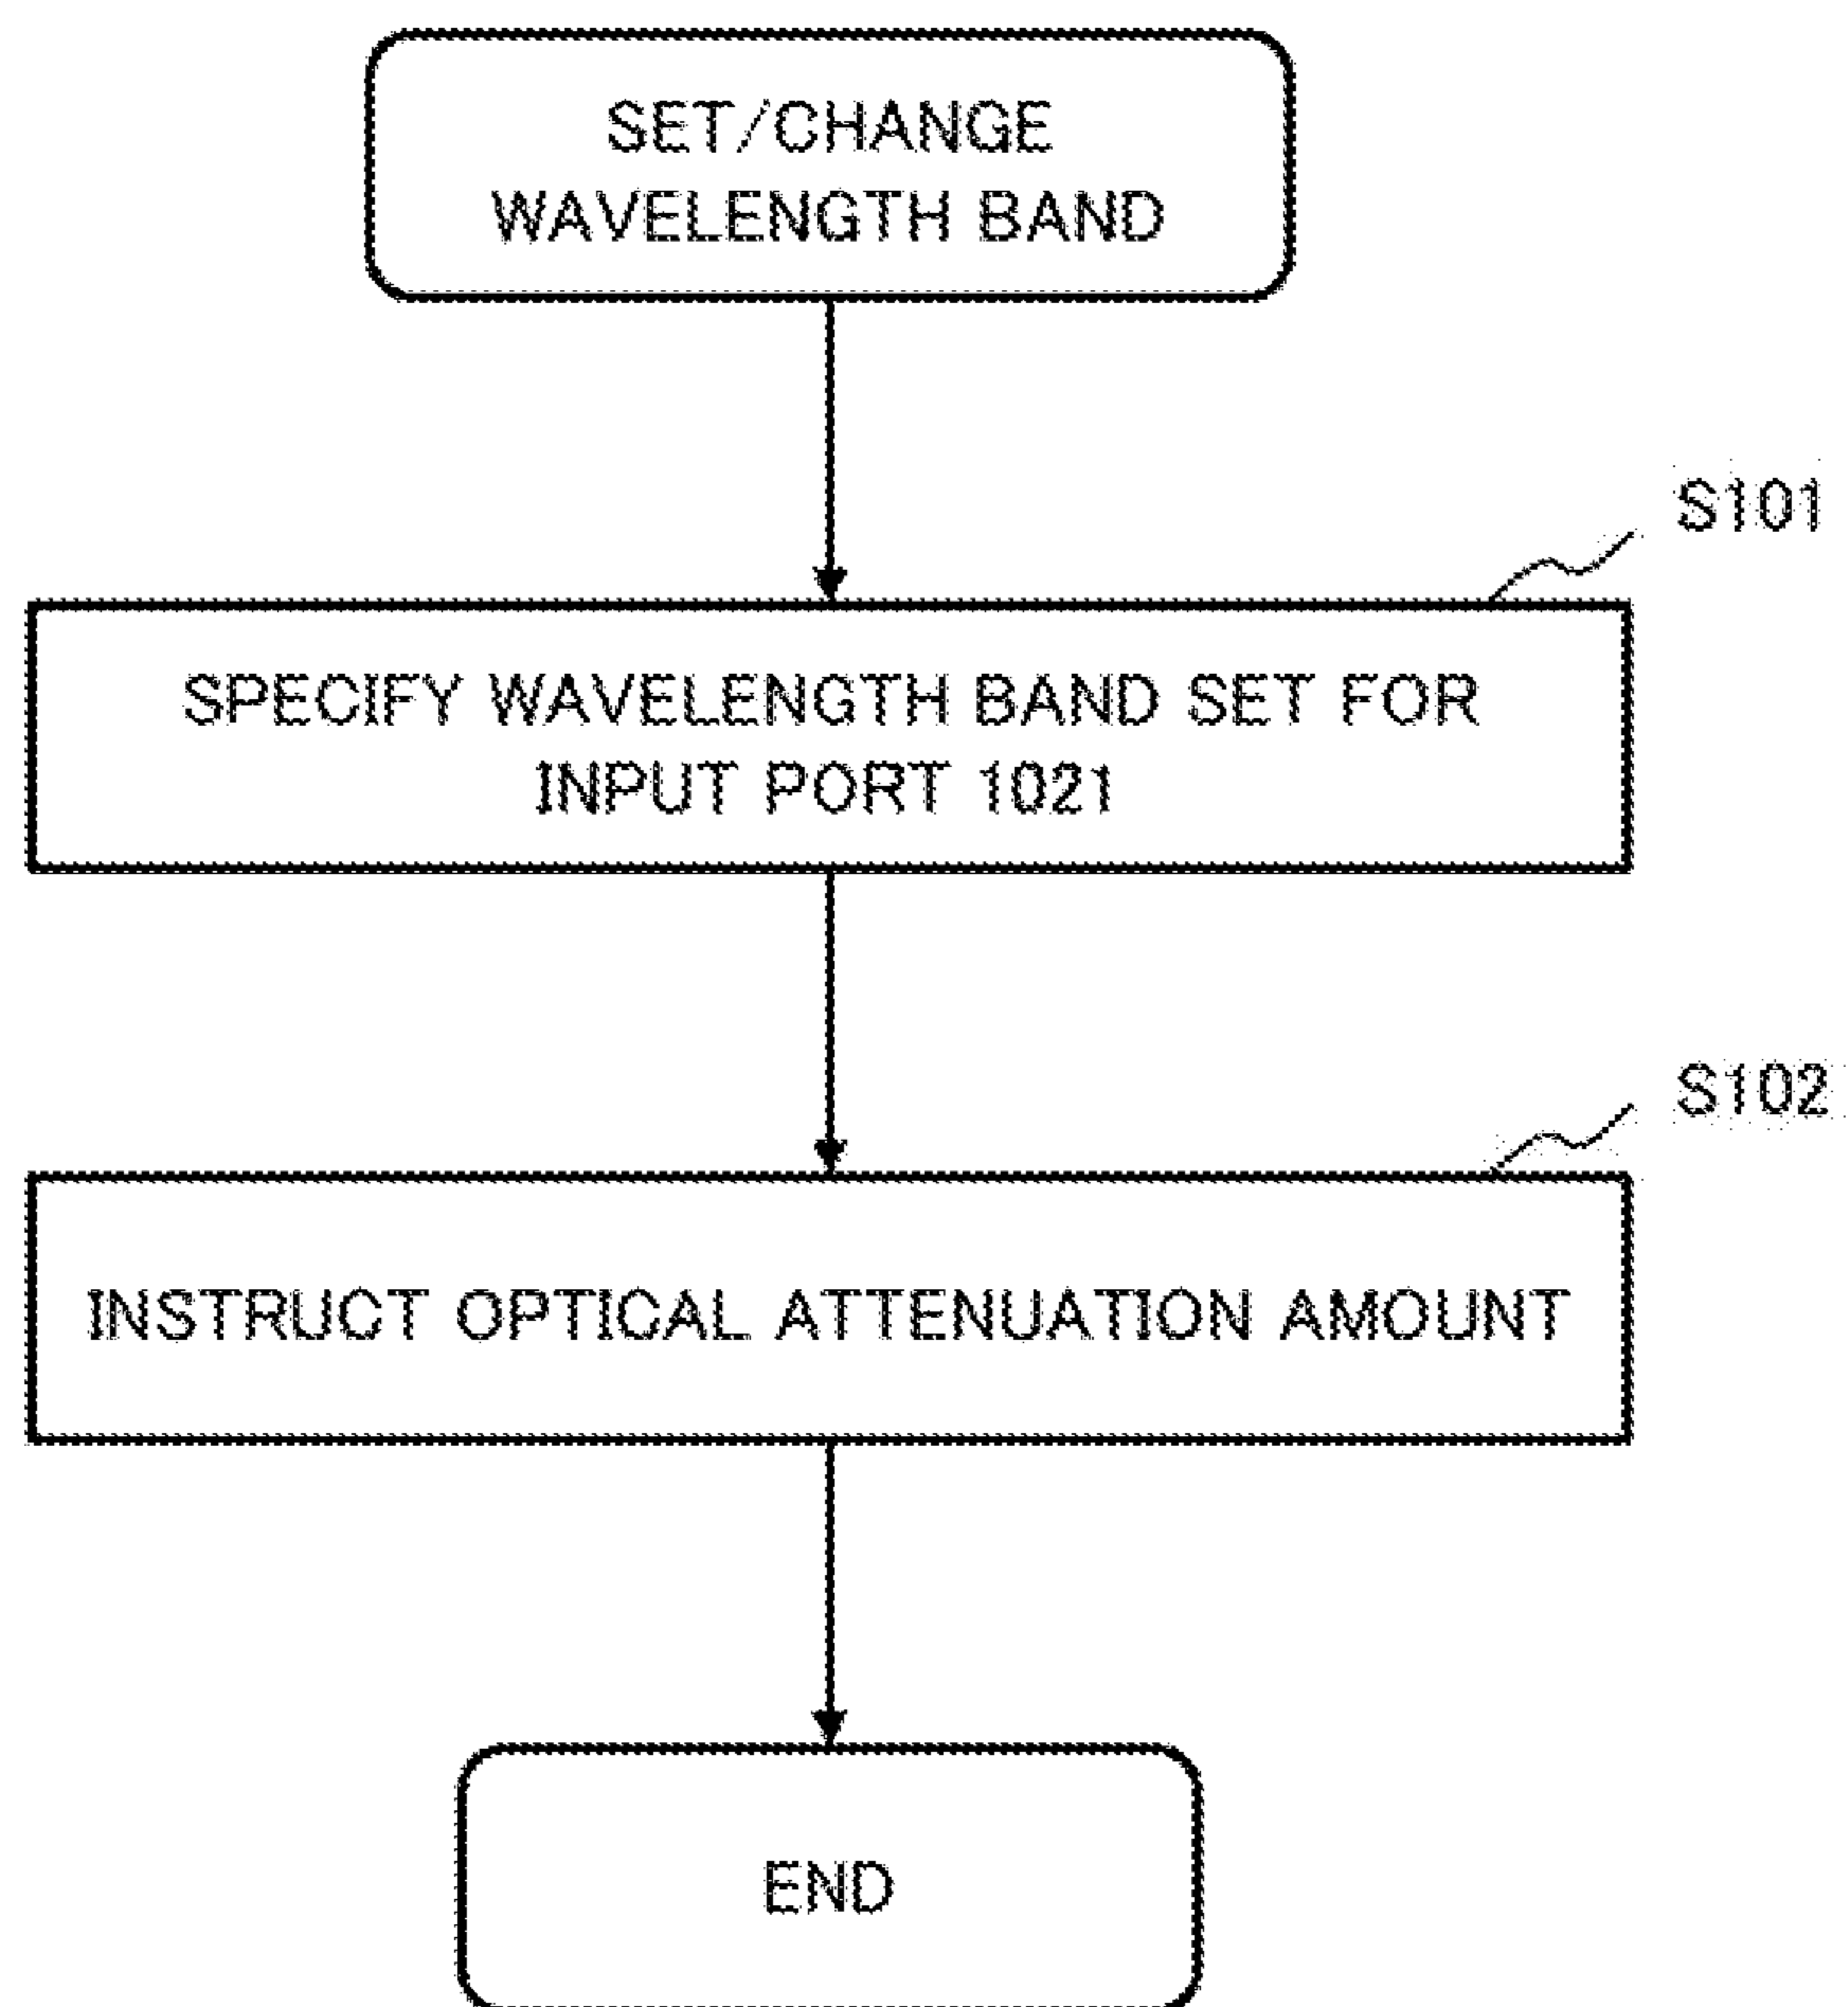 SET/CHANGE
WAVELENGTH BAND
S101
SPECIFY WAVELENGTH BAND SET FOR
INPUT PORT 1021
S102
INSTRUCT OPTICAL ATTENUATION AMOUNT
END